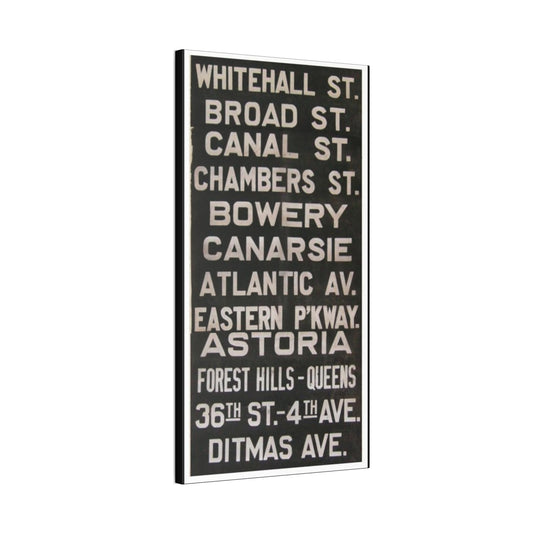 WHITEHALL ST.
BROAD ST.
CANAL ST.
CHAMBERS ST.
BOWERY
CANARSIE
ATLANTIC AV.
EASTERN P'KWAY.
ASTORIA
FOREST HILLS-QUEENS
36TH ST.-4TH AVE.
DITMAS AVE.